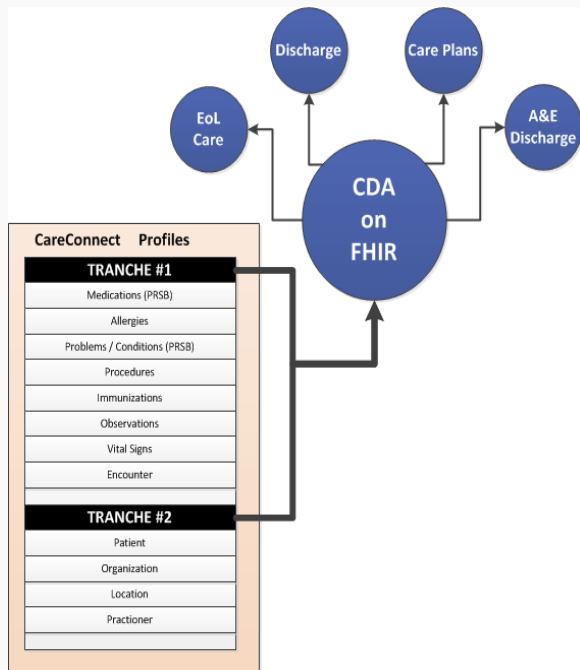 Discharge
Care Plans
EoL
Care
A&E
Discharge
CDA
on
FHIR
CareConnect Profiles
TRANCHE #1
Medications (PRSB)
Allergies
Problems / Conditions (PRSB)
Procedures
Immunizations
Observations
Vital Signs
Encounter
TRANCHE #2
Patient
Organization
Location
Practioner